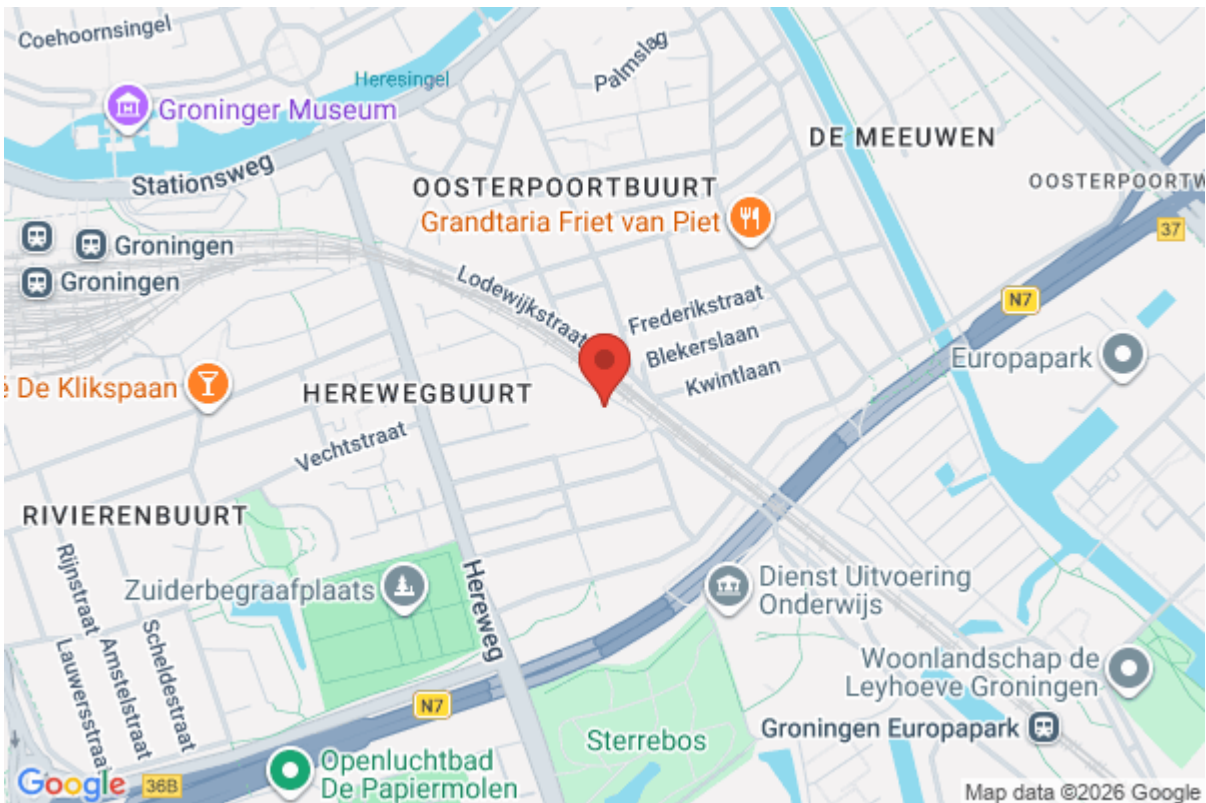 Coehoornsingel
Palmslag
Heresingel
Groninger Museum
DE MEEUWEN
Stationsweg
OOSTERPOORTBUURT
OOSTERPOORTW
Grandtaria Friet van Piet
37
Groningen
Groningen
Lodewijkstraat
Frederikstraat
N7
Blekerslaan
Europapark
Kwintlaan
é De Klikspaan
HEREWEGBUURT
Vechtstraat
RIVIERENBUURT
Rijnstraat
Zuiderbegraafplaats
Hereweg
Dienst Uitvoering
Onderwijs
Scheldestraat
Amstelstraat
Lauwersstraat
Woonlandschap de
Leyhoeve Groningen
N7
Sterrebos
Groningen Europapark
Openluchtbad
De Papiermolen
Google
36B
Map data ©2026 Google